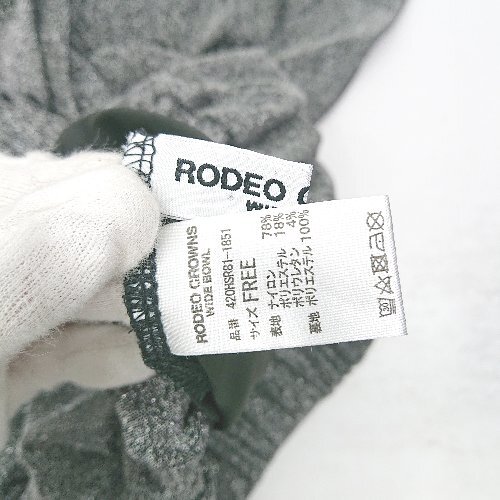 RODEO C
WI
RODEO CROWNS
WIDE BOWL
品番 420HSR81-1851
サイズ FREE
表地 ナイロン 78%
ポリエステル 18%
ポリウレタン 4%
裏地 ポリエステル 100%